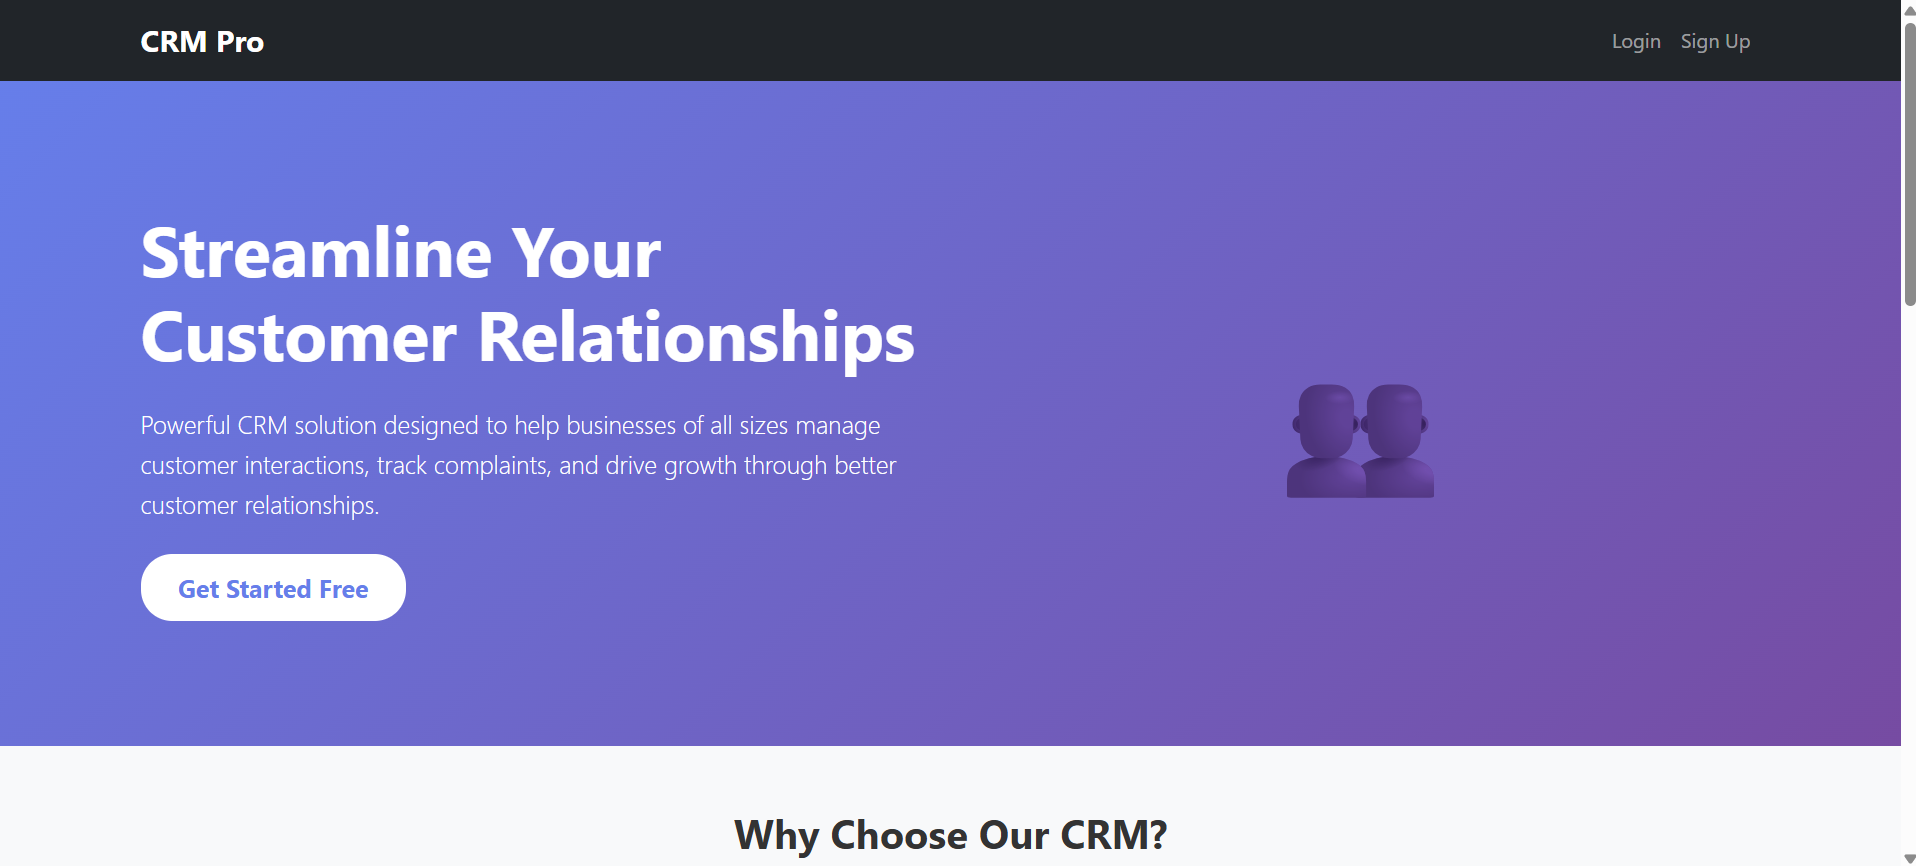 CRM Pro
Login
Sign Up
Streamline Your
Customer Relationships
Powerful CRM solution designed to help businesses of all sizes manage
customer interactions, track complaints, and drive growth through better
customer relationships.
Get Started Free
Why Choose Our CRM?